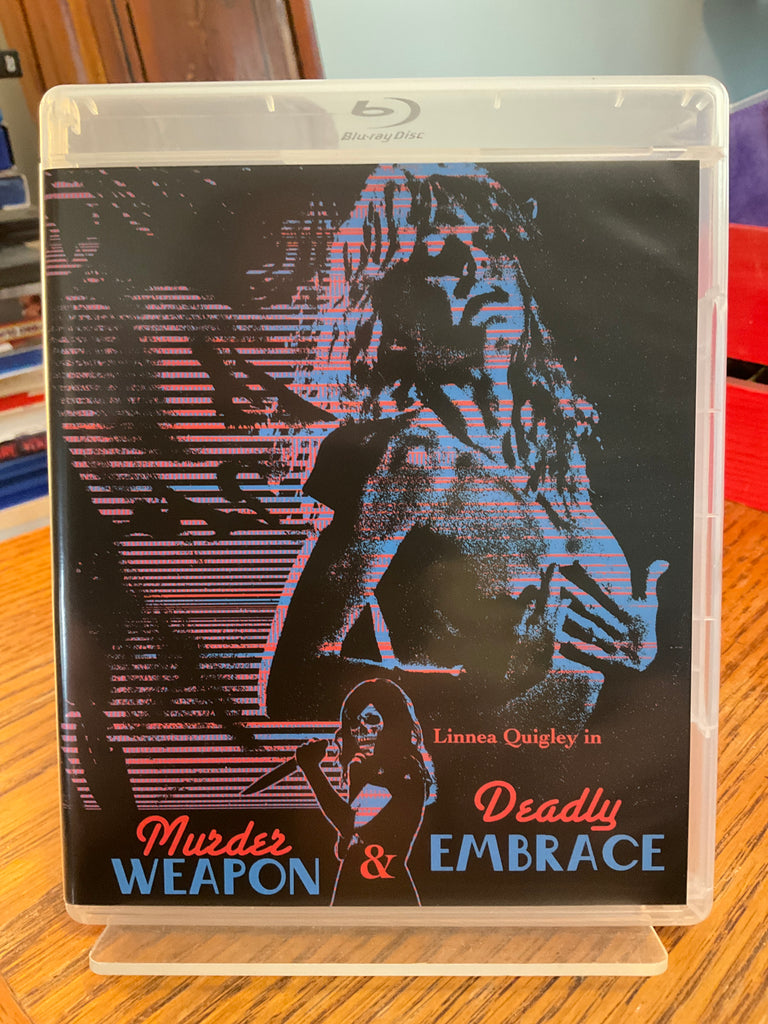 Blu-ray Disc
Linnea Quigley in
Murder
WEAPON
&
Deadly
EMBRACE